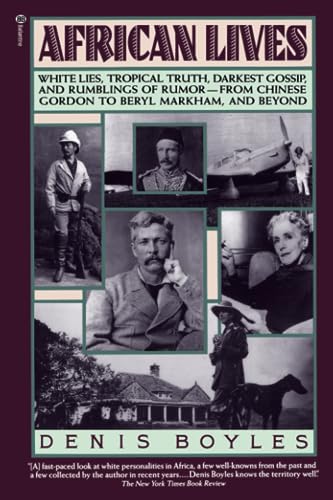 Ballantine
AFRICAN LIVES
WHITE LIES, TROPICAL TRUTH, DARKEST GOSSIP,
AND RUMBLINGS OF RUMOR—FROM CHINESE
GORDON TO BERYL MARKHAM, AND BEYOND
DENIS BOYLES
"[A] fast-paced look at white personalities in Africa, a few well-knowns from the past and
a few collected by the author in recent years....Denis Boyles knows the territory well."
The New York Times Book Review